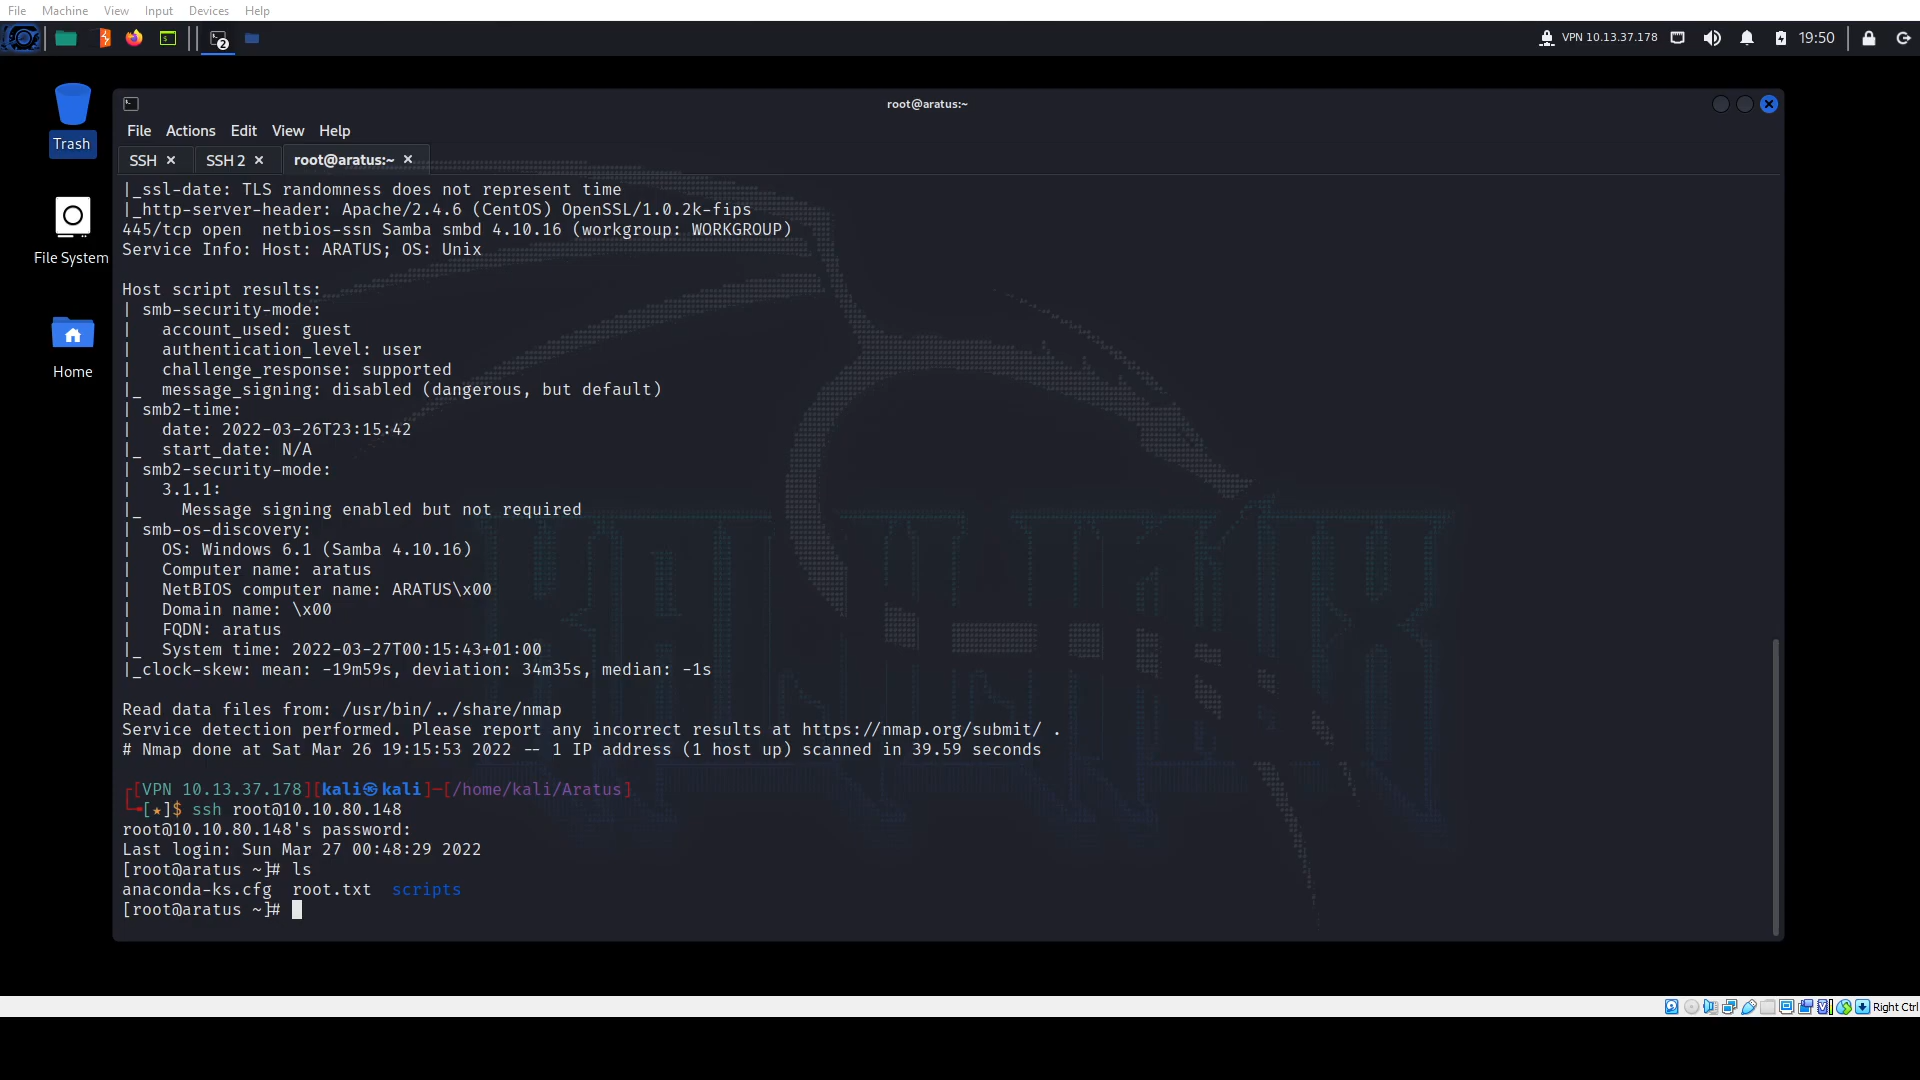 File Machine View Input Devices Help
VPN 10.13.37.178 19:50
2
root@aratus:~
File Actions Edit View Help
SSH SSH 2 root@aratus:~
Trash
File System
Home
|_ssl-date: TLS randomness does not represent time
|_http-server-header: Apache/2.4.6 (CentOS) OpenSSL/1.0.2k-fips
445/tcp open  netbios-ssn Samba smbd 4.10.16 (workgroup: WORKGROUP)
Service Info: Host: ARATUS; OS: Unix
Host script results:
| smb-security-mode:
|   account_used: guest
|   authentication_level: user
|   challenge_response: supported
|_  message_signing: disabled (dangerous, but default)
| smb2-time:
|   date: 2022-03-26T23:15:42
|_  start_date: N/A
| smb2-security-mode:
|   3.1.1:
|_    Message signing enabled but not required
| smb-os-discovery:
|   OS: Windows 6.1 (Samba 4.10.16)
|   Computer name: aratus
|   NetBIOS computer name: ARATUS\x00
|   Domain name: \x00
|   FQDN: aratus
|_  System time: 2022-03-27T00:15:43+01:00
|_clock-skew: mean: -19m59s, deviation: 34m35s, median: -1s
Read data files from: /usr/bin/../share/nmap
Service detection performed. Please report any incorrect results at https://nmap.org/submit/ .
# Nmap done at Sat Mar 26 19:15:53 2022 -- 1 IP address (1 host up) scanned in 39.59 seconds
┌[VPN 10.13.37.178][kali㉿kali]-[/home/kali/Aratus]
└╼[★]$ ssh root@10.10.80.148
root@10.10.80.148's password:
Last login: Sun Mar 27 00:48:29 2022
[root@aratus ~]# ls
anaconda-ks.cfg  root.txt  scripts
[root@aratus ~]#
Right Ctrl